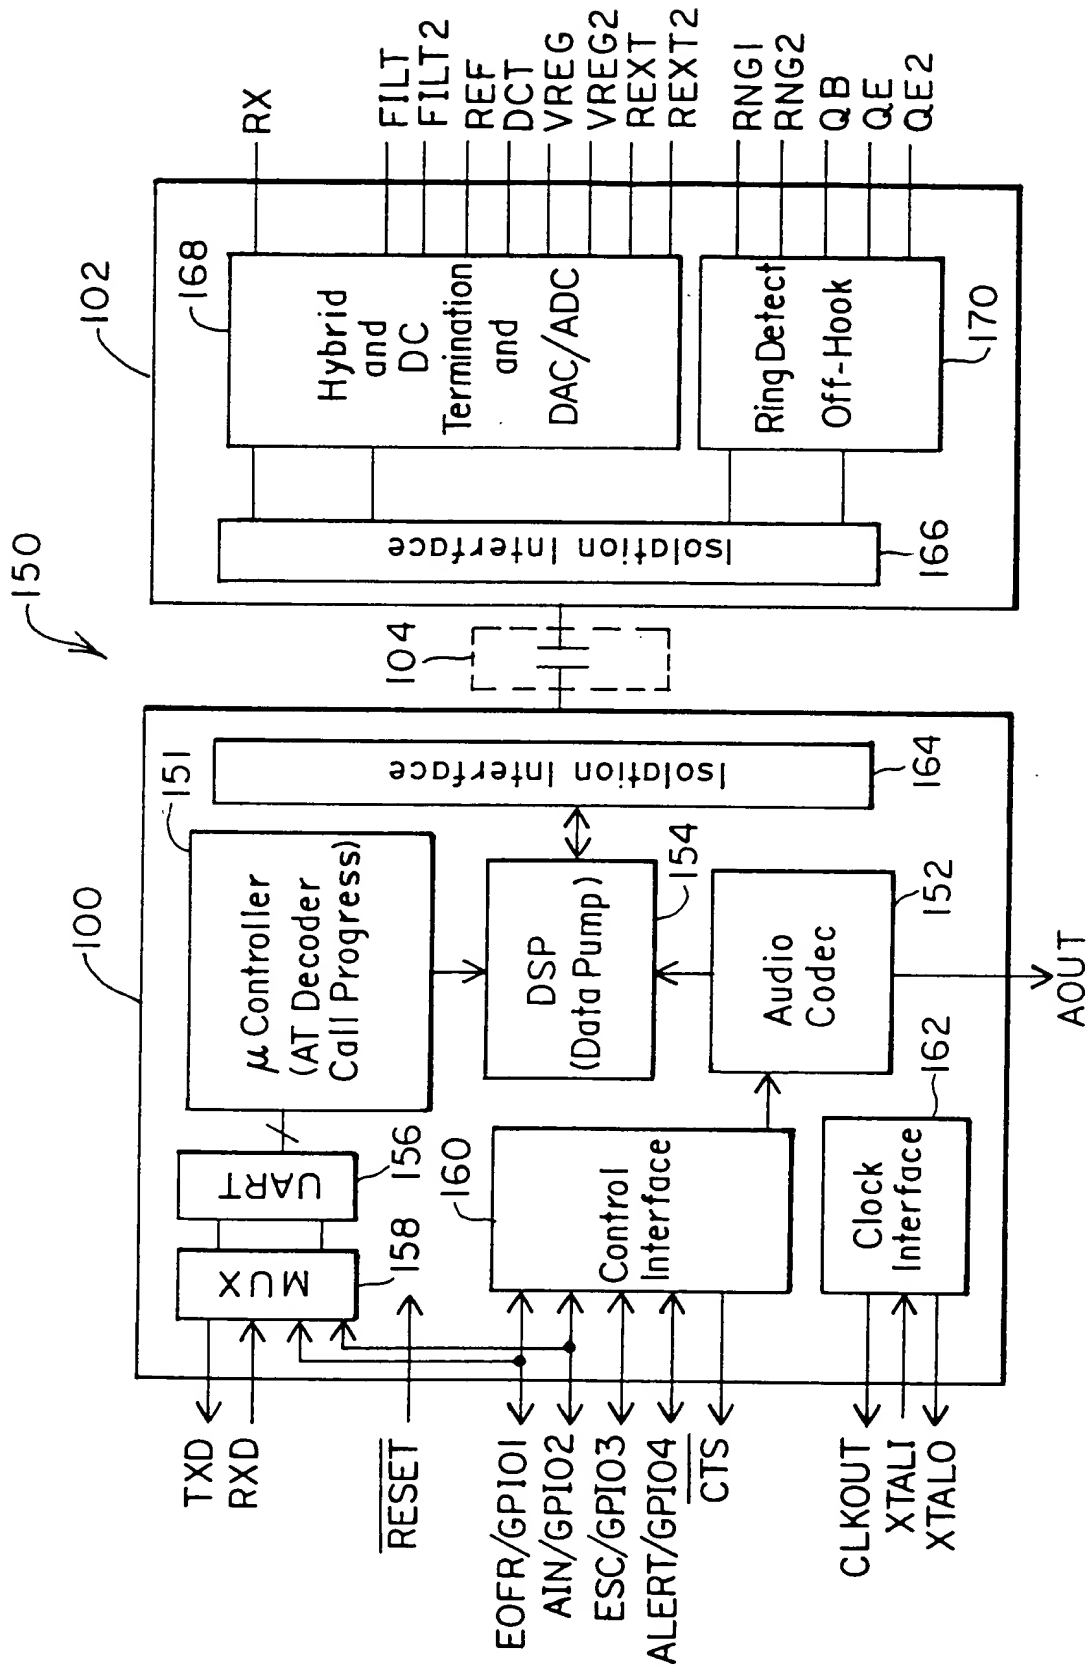 150
100
102
151
168
104
TXD
RXD
RESET
EOFR/GPIO1
AIN/GPIO2
ESC/GPIO3
ALERT/GPIO4
CTS
CLKOUT
XTALI
XTALO
MUX
158
UART
156
160
Control
Interface
Clock
Interface
162
μ Controller
(AT Decoder
Call Progress)
DSP
(Data Pump)
154
Audio
Codec
152
AOUT
Isolation Interface
164
Isolation Interface
166
Hybrid
and
DC
Termination
and
DAC/ADC
Ring Detect
Off-Hook
170
RX
FILT
FILT2
REF
DCT
VREG
VREG2
REXT
REXT2
RNG1
RNG2
QB
QE
QE2